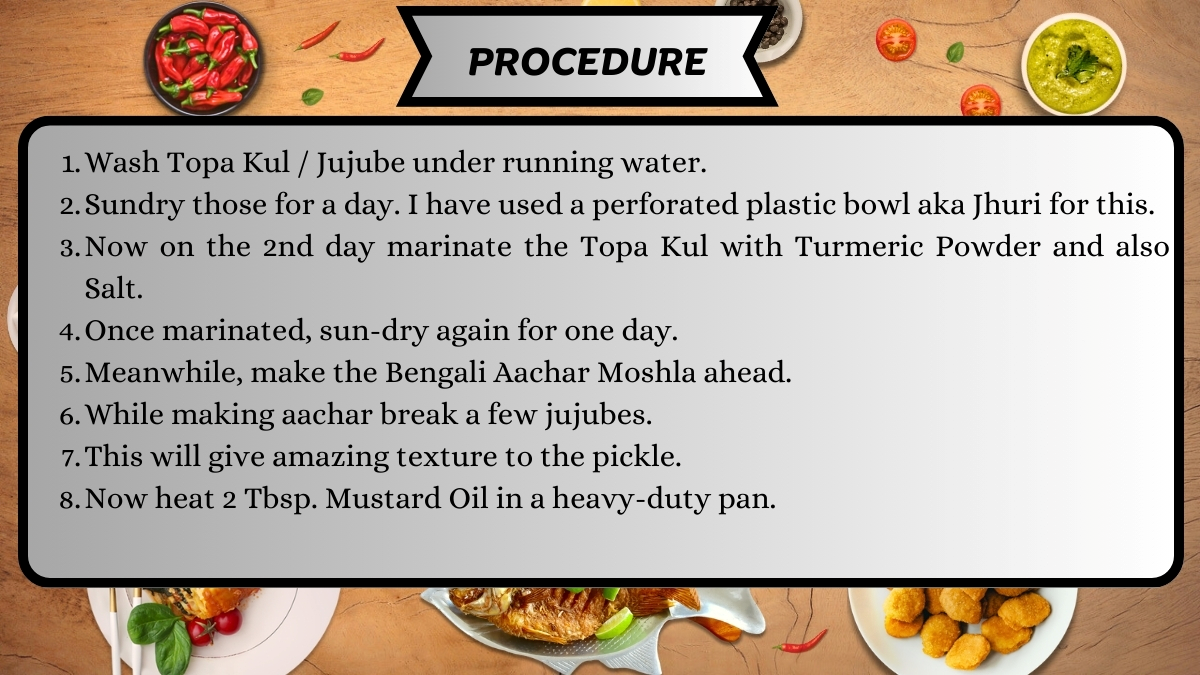 PROCEDURE
1. Wash Topa Kul / Jujube under running water.
2. Sundry those for a day. I have used a perforated plastic bowl aka Jhuri for this.
3. Now on the 2nd day marinate the Topa Kul with Turmeric Powder and also
Salt.
4. Once marinated, sun-dry again for one day.
5. Meanwhile, make the Bengali Aachar Moshla ahead.
6. While making aachar break a few jujubes.
7. This will give amazing texture to the pickle.
8. Now heat 2 Tbsp. Mustard Oil in a heavy-duty pan.